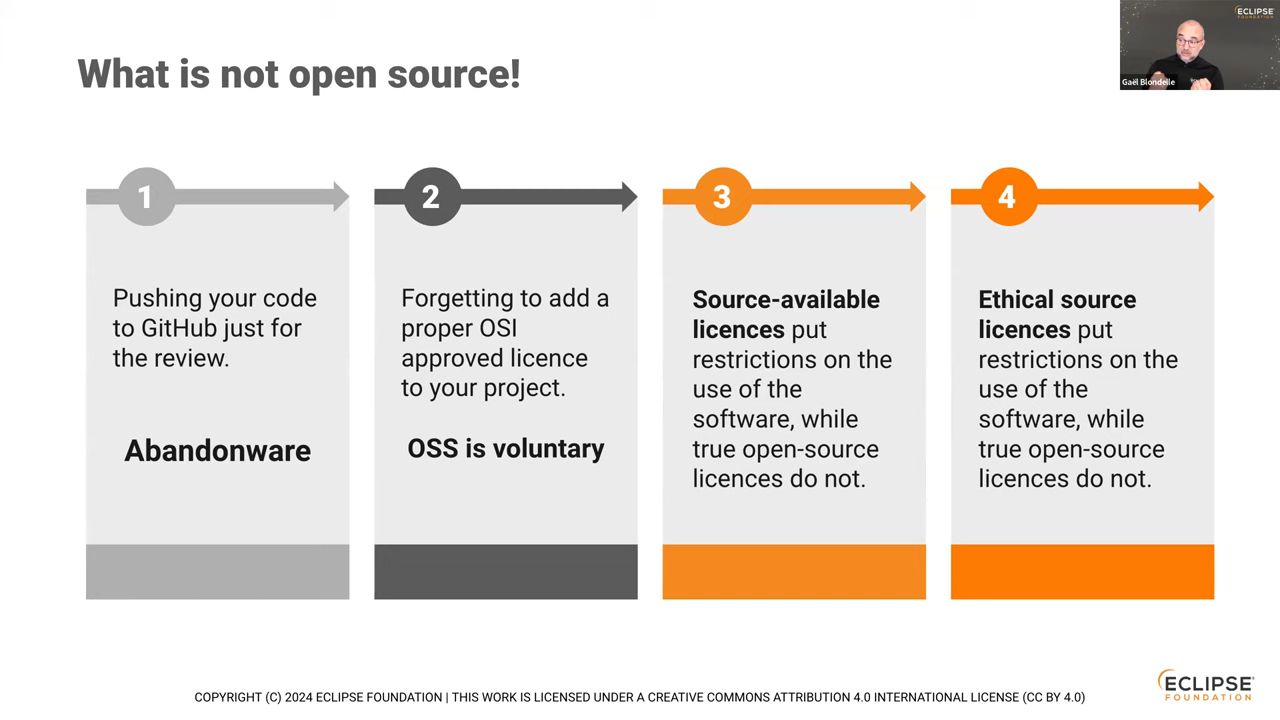 What is not open source!
ECLIPSE
FOUNDATION
Gaël Blondelle
1
Pushing your code
to GitHub just for
the review.
Abandonware
2
Forgetting to add a
proper OSI
approved licence
to your project.
OSS is voluntary
3
Source-available
licences put
restrictions on the
use of the
software, while
true open-source
licences do not.
4
Ethical source
licences put
restrictions on the
use of the
software, while
true open-source
licences do not.
COPYRIGHT (C) 2024 ECLIPSE FOUNDATION | THIS WORK IS LICENSED UNDER A CREATIVE COMMONS ATTRIBUTION 4.0 INTERNATIONAL LICENSE (CC BY 4.0)
ECLIPSE
FOUNDATION